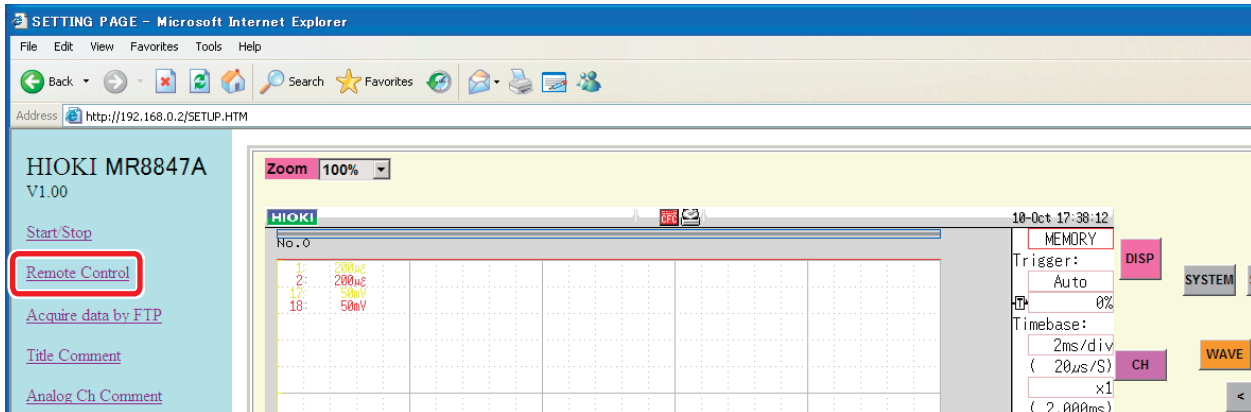 SETTING PAGE - Microsoft Internet Explorer
File Edit View Favorites Tools Help
Back Search Favorites
Address http://192.168.0.2/SETUP.HTM
HIOKI MR8847A
V1.00
Start/Stop
Remote Control
Acquire data by FTP
Title Comment
Analog Ch Comment
Zoom 100%
HIOKI CFC 10-Oct 17:38:12
No.0
1: 200µε
2: 200µε
17: 50mV
18: 50mV
MEMORY
Trigger:
Auto
T 0%
Timebase:
2ms/div
( 20µs/S)
x1
( 2.000ms)
DISP
SYSTEM
WAVE
CH
<